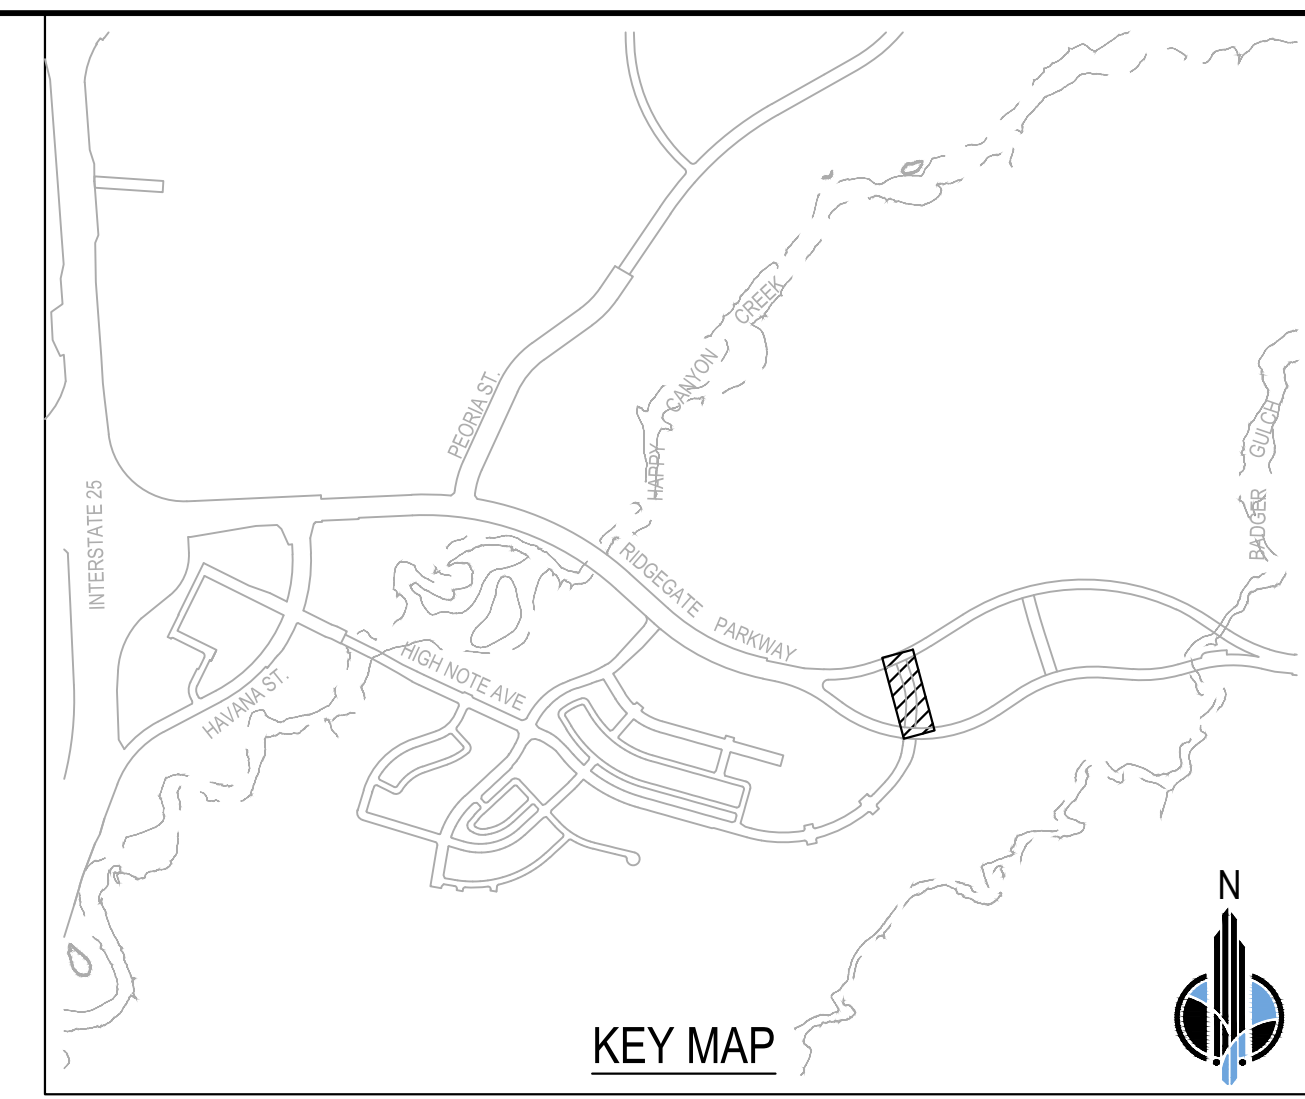 PEORIA ST.
HAPPY CANYON CREEK
BADGER GULCH
INTERSTATE 25
RIDGEGATE PARKWAY
HIGH NOTE AVE
HAVANA ST.
N
KEY MAP